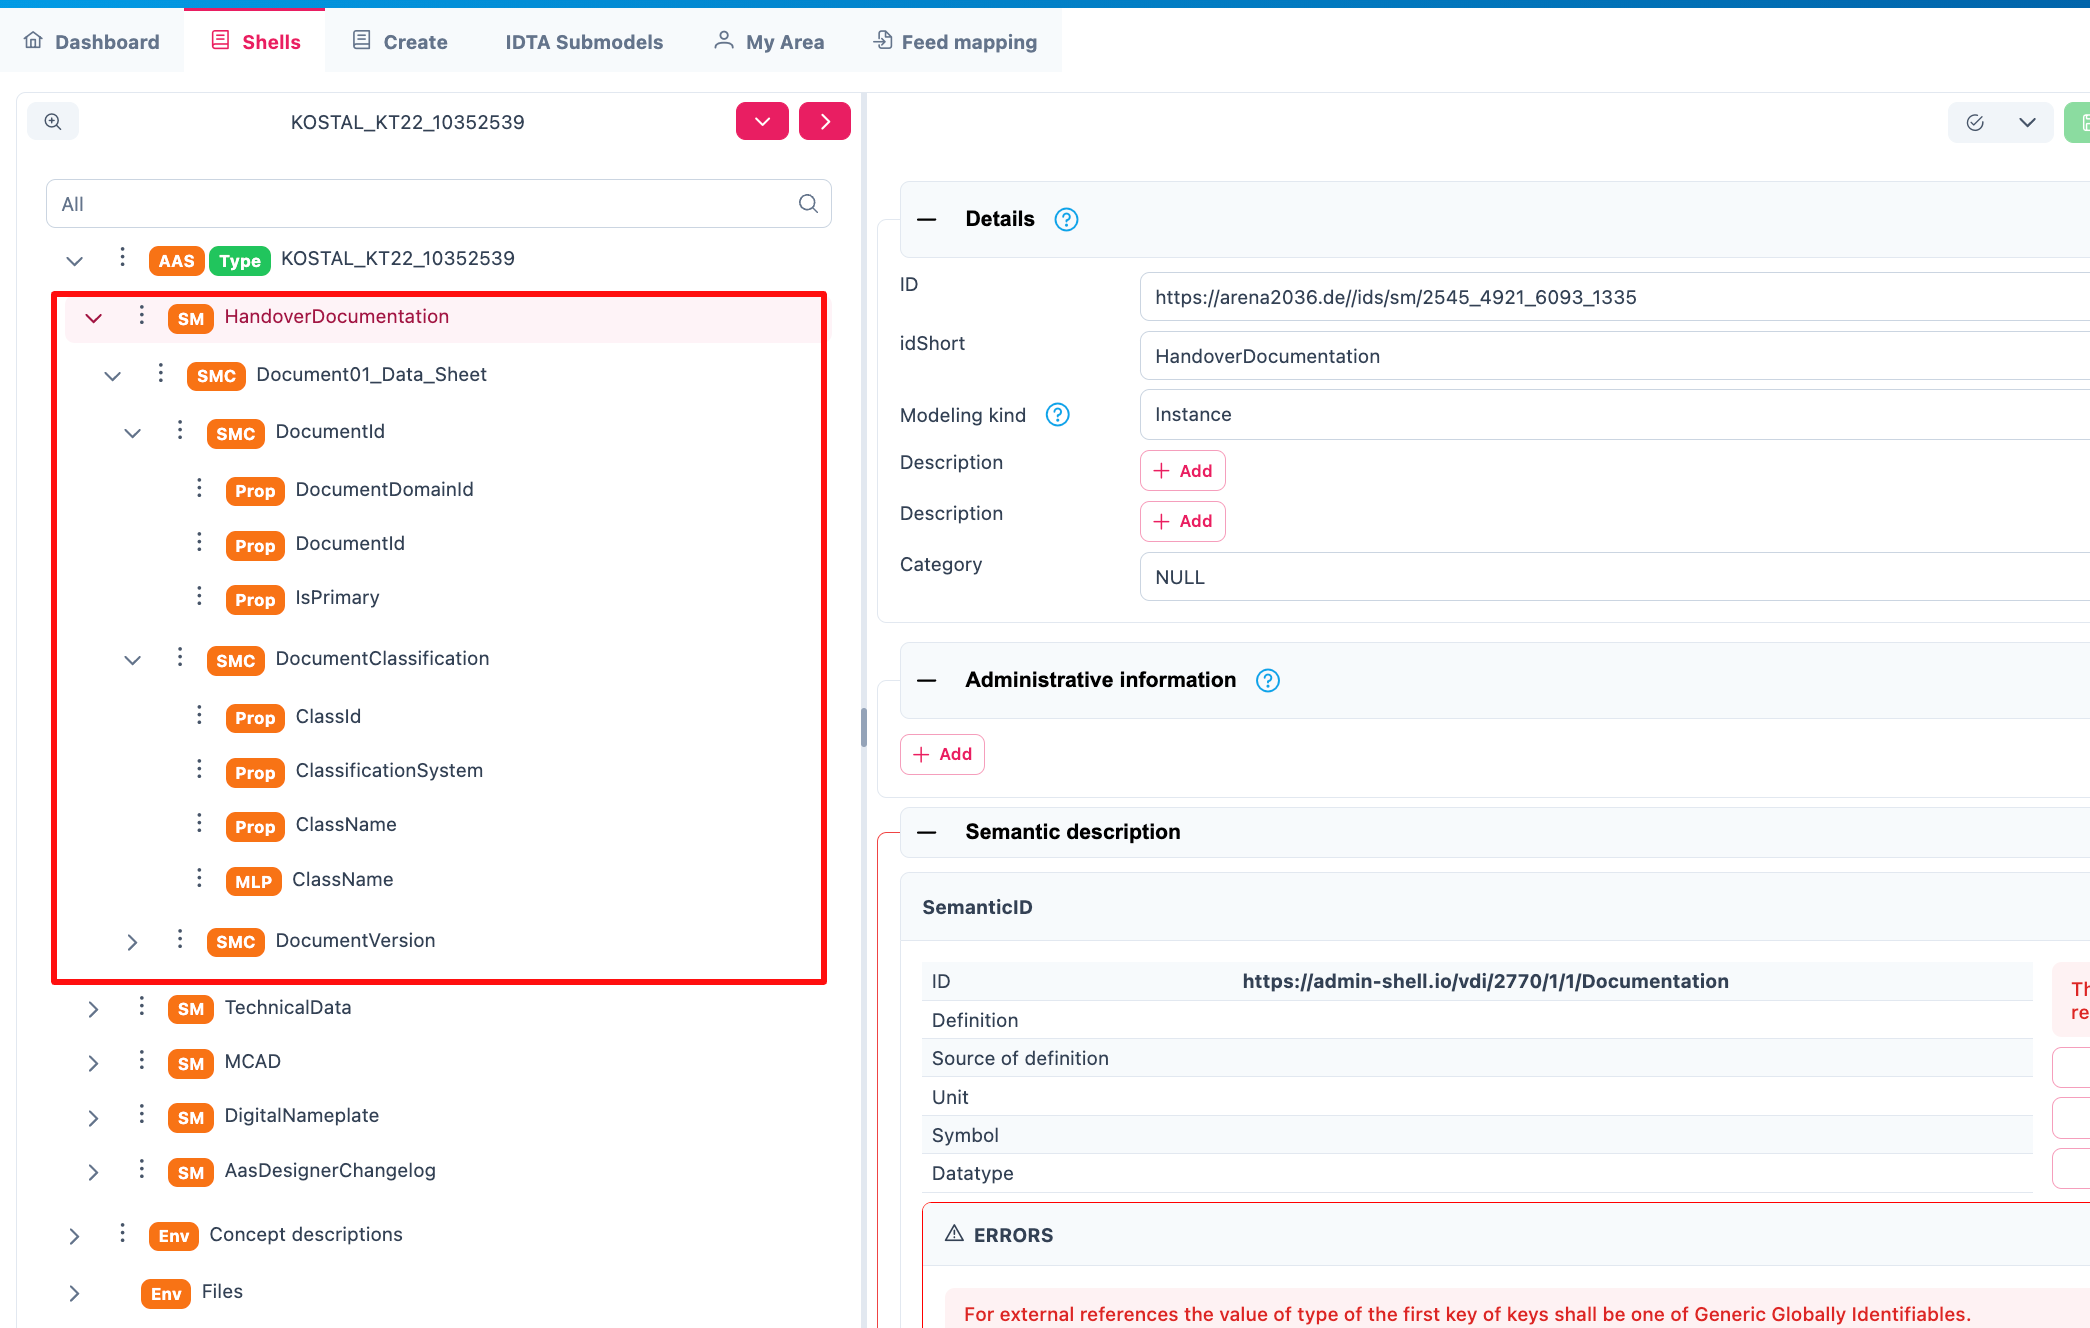 Dashboard
Shells
Create
IDTA Submodels
My Area
Feed mapping
KOSTAL_KT22_10352539
All
AAS Type KOSTAL_KT22_10352539
SM HandoverDocumentation
SMC Document01_Data_Sheet
SMC DocumentId
Prop DocumentDomainId
Prop DocumentId
Prop IsPrimary
SMC DocumentClassification
Prop ClassId
Prop ClassificationSystem
Prop ClassName
MLP ClassName
SMC DocumentVersion
SM TechnicalData
SM MCAD
SM DigitalNameplate
SM AasDesignerChangelog
Env Concept descriptions
Env Files
Details
ID
https://arena2036.de//ids/sm/2545_4921_6093_1335
idShort
HandoverDocumentation
Modeling kind
Instance
Description
Add
Description
Add
Category
NULL
Administrative information
Add
Semantic description
SemanticID
ID https://admin-shell.io/vdi/2770/1/1/Documentation
Definition
Source of definition
Unit
Symbol
Datatype
ERRORS
For external references the value of type of the first key of keys shall be one of Generic Globally Identifiables.